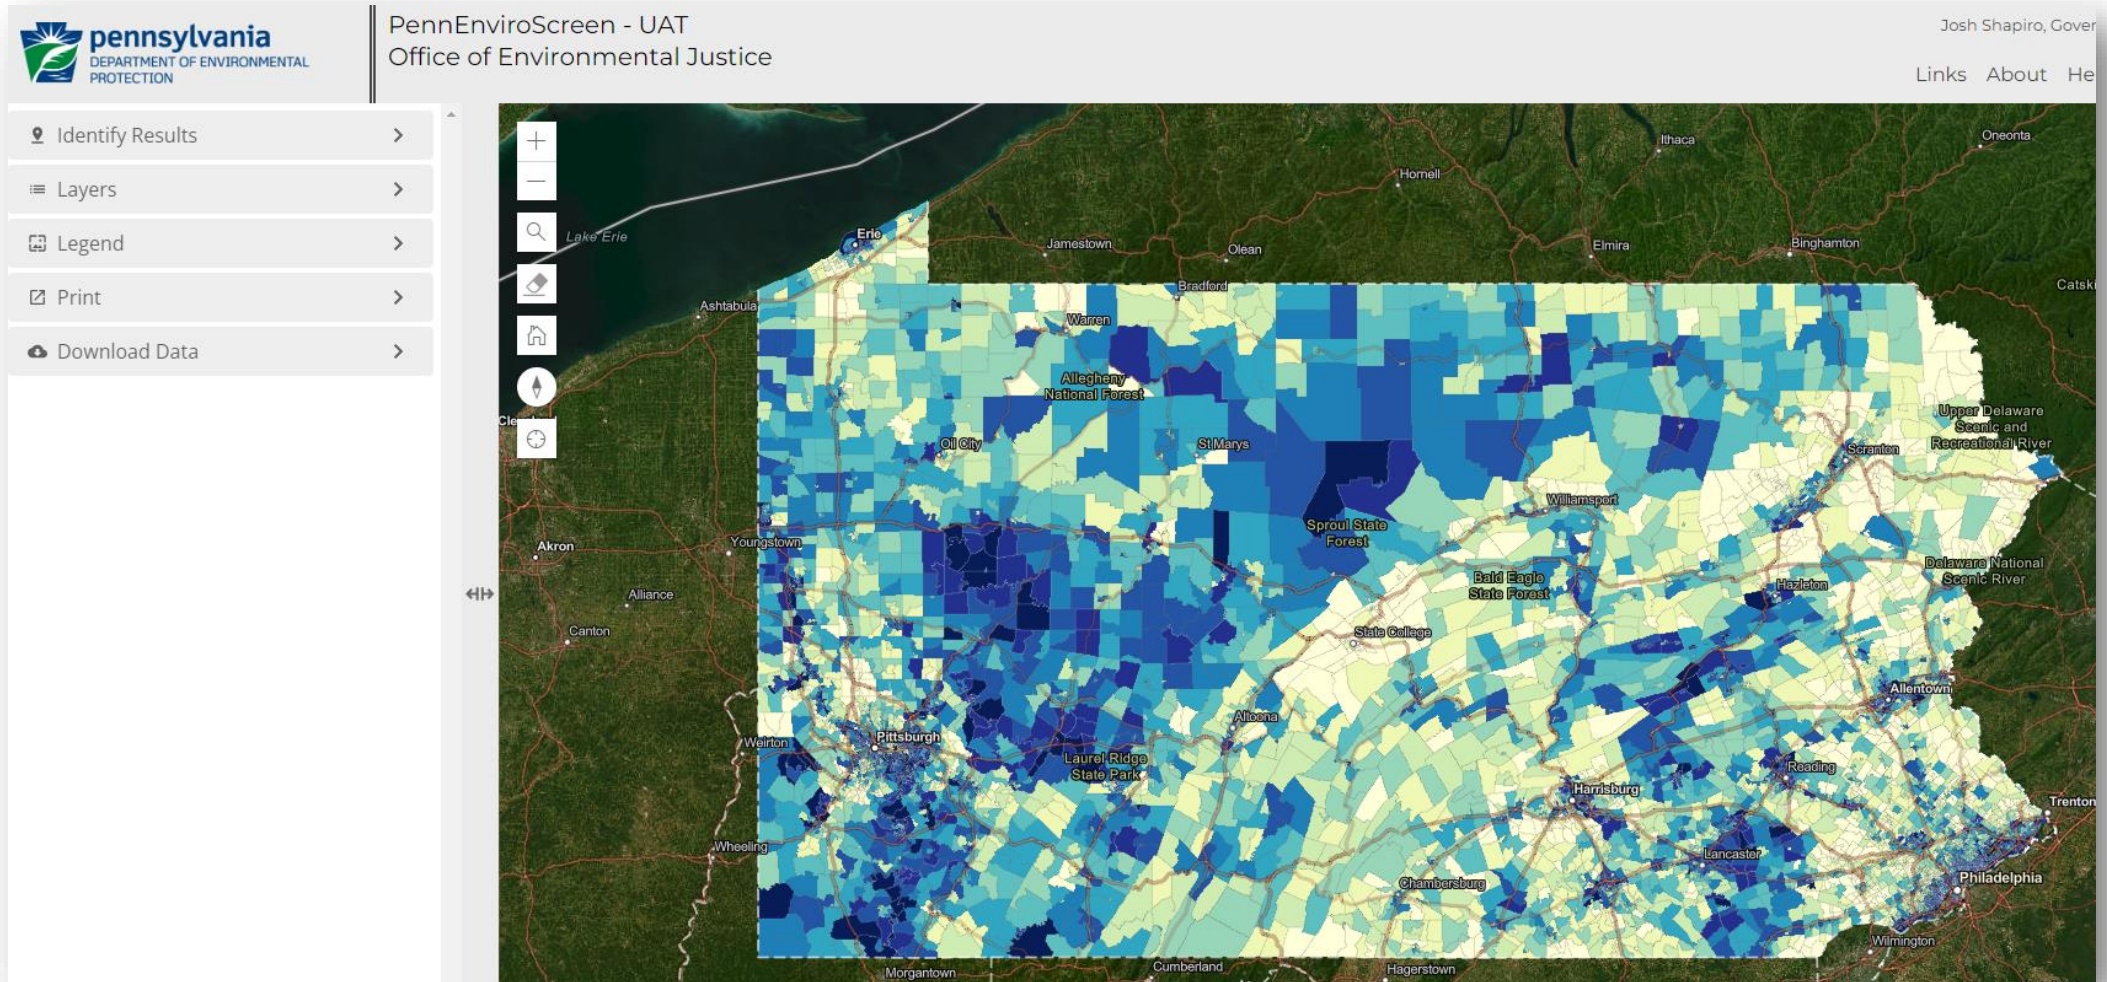 pennsylvania
DEPARTMENT OF ENVIRONMENTAL
PROTECTION
PennEnviroScreen - UAT
Office of Environmental Justice
Josh Shapiro, Gover
Links About He
Identify Results
Layers
Legend
Print
Download Data
Ithaca
Oneonta
Hornell
Lake Erie
Erie
Jamestown
Olean
Elmira
Binghamton
Bradford
Catski
Ashtabula
Warren
Allegheny
National Forest
Cle
Upper Delaware
Scenic and
Recreational River
Oil City
St Marys
Scranton
Williamsport
Sproul State
Forest
Akron
Youngstown
Delaware National
Scenic River
Bald Eagle
State Forest
Hazleton
Alliance
Canton
State College
Allentown
Altoona
Pittsburgh
Weirton
Laurel Ridge
State Park
Reading
Harrisburg
Trenton
Wheeling
Lancaster
Chambersburg
Philadelphia
Wilmington
Morgantown
Cumberland
Hagerstown